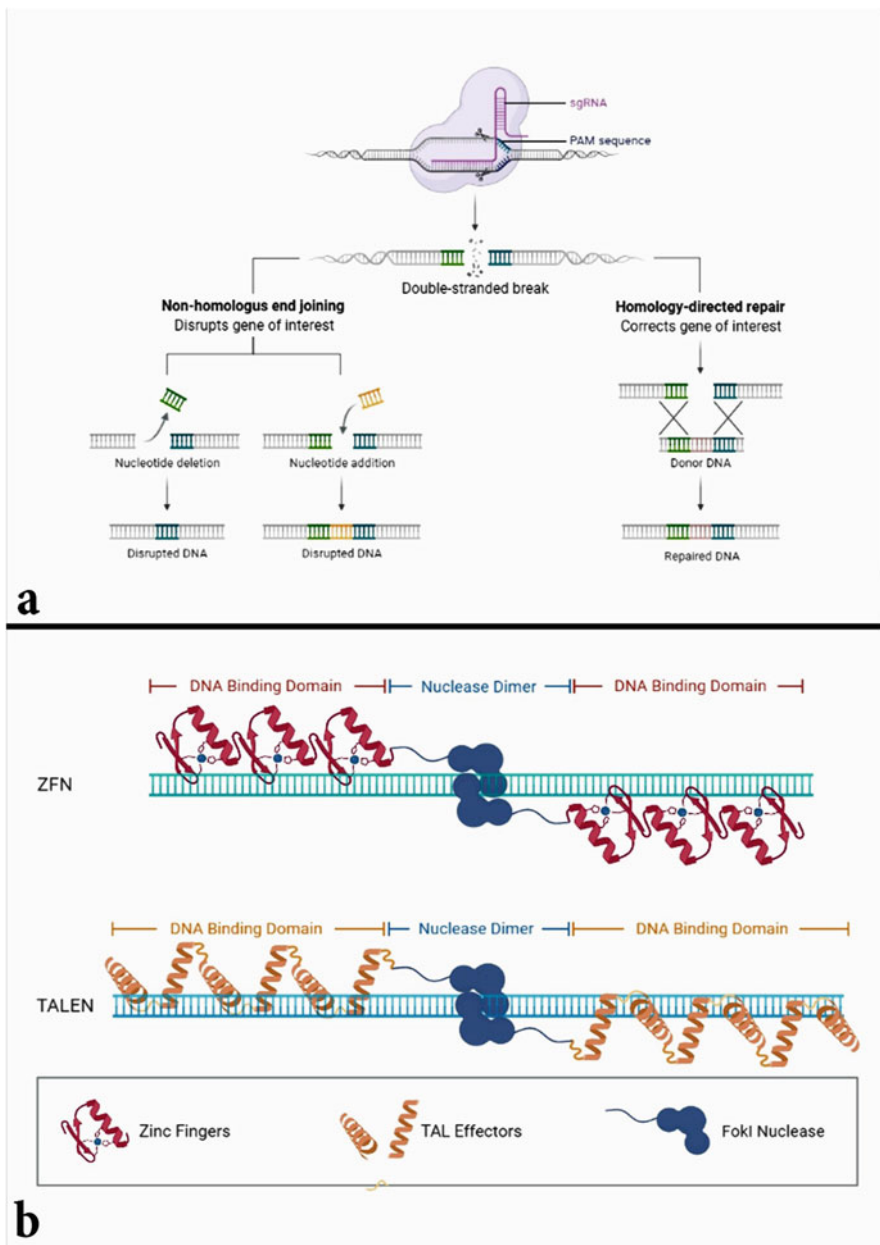 sgRNA
PAM sequence
Double-stranded break
Non-homologus end joining
Disrupts gene of interest
Homology-directed repair
Corrects gene of interest
Nucleotide deletion
Nucleotide addition
Donor DNA
Disrupted DNA
Disrupted DNA
Repaired DNA
a
DNA Binding Domain
Nuclease Dimer
DNA Binding Domain
ZFN
DNA Binding Domain
Nuclease Dimer
DNA Binding Domain
TALEN
Zinc Fingers
TAL Effectors
FokI Nuclease
b